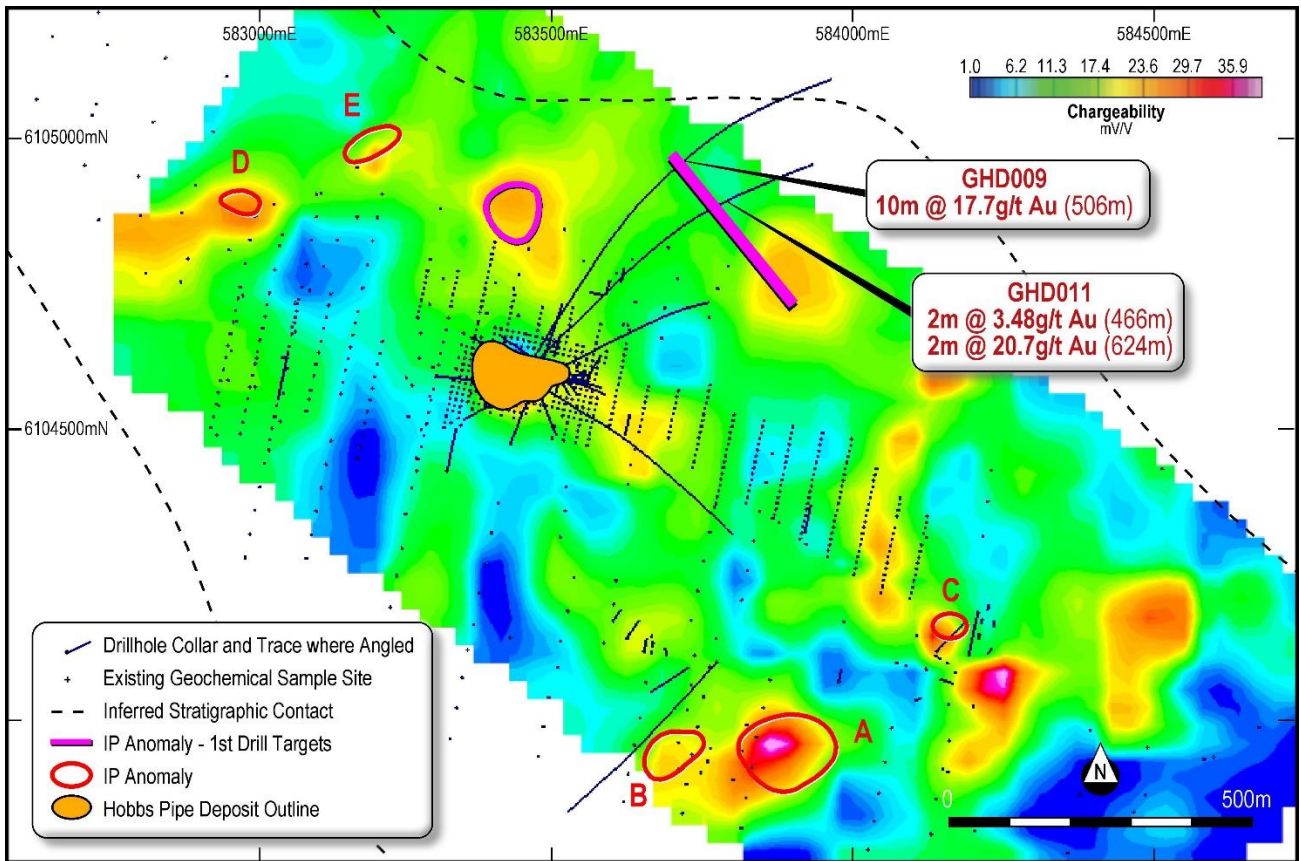 583000mE
583500mE
584000mE
584500mE
1.0 6.2 11.3 17.4 23.6 29.7 35.9
Chargeability
mV/V
E
6105000mN
D
GHD009
10m @ 17.7g/t Au (506m)
GHD011
2m @ 3.48g/t Au (466m)
2m @ 20.7g/t Au (624m)
6104500mN
C
Drillhole Collar and Trace where Angled
Existing Geochemical Sample Site
Inferred Stratigraphic Contact
IP Anomaly - 1st Drill Targets
IP Anomaly
Hobbs Pipe Deposit Outline
A
B
N
0
500m